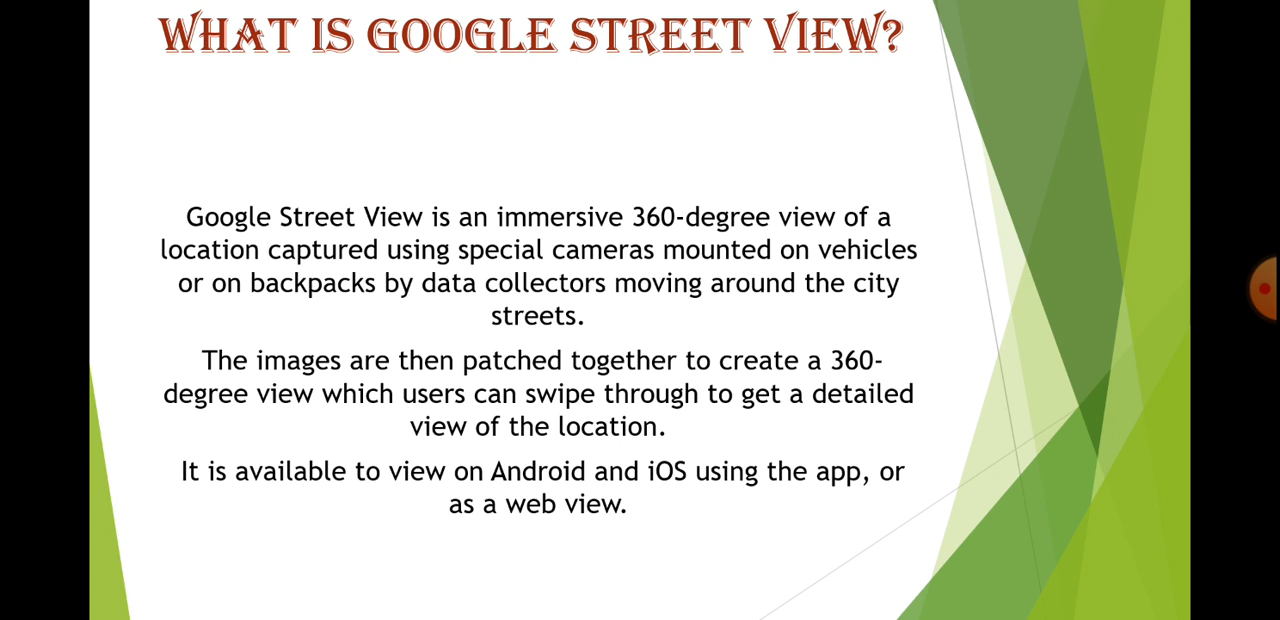 WHAT IS GOOGLE STREET VIEW?
Google Street View is an immersive 360-degree view of a
location captured using special cameras mounted on vehicles
or on backpacks by data collectors moving around the city
streets.
The images are then patched together to create a 360-
degree view which users can swipe through to get a detailed
view of the location.
It is available to view on Android and iOS using the app, or
as a web view.